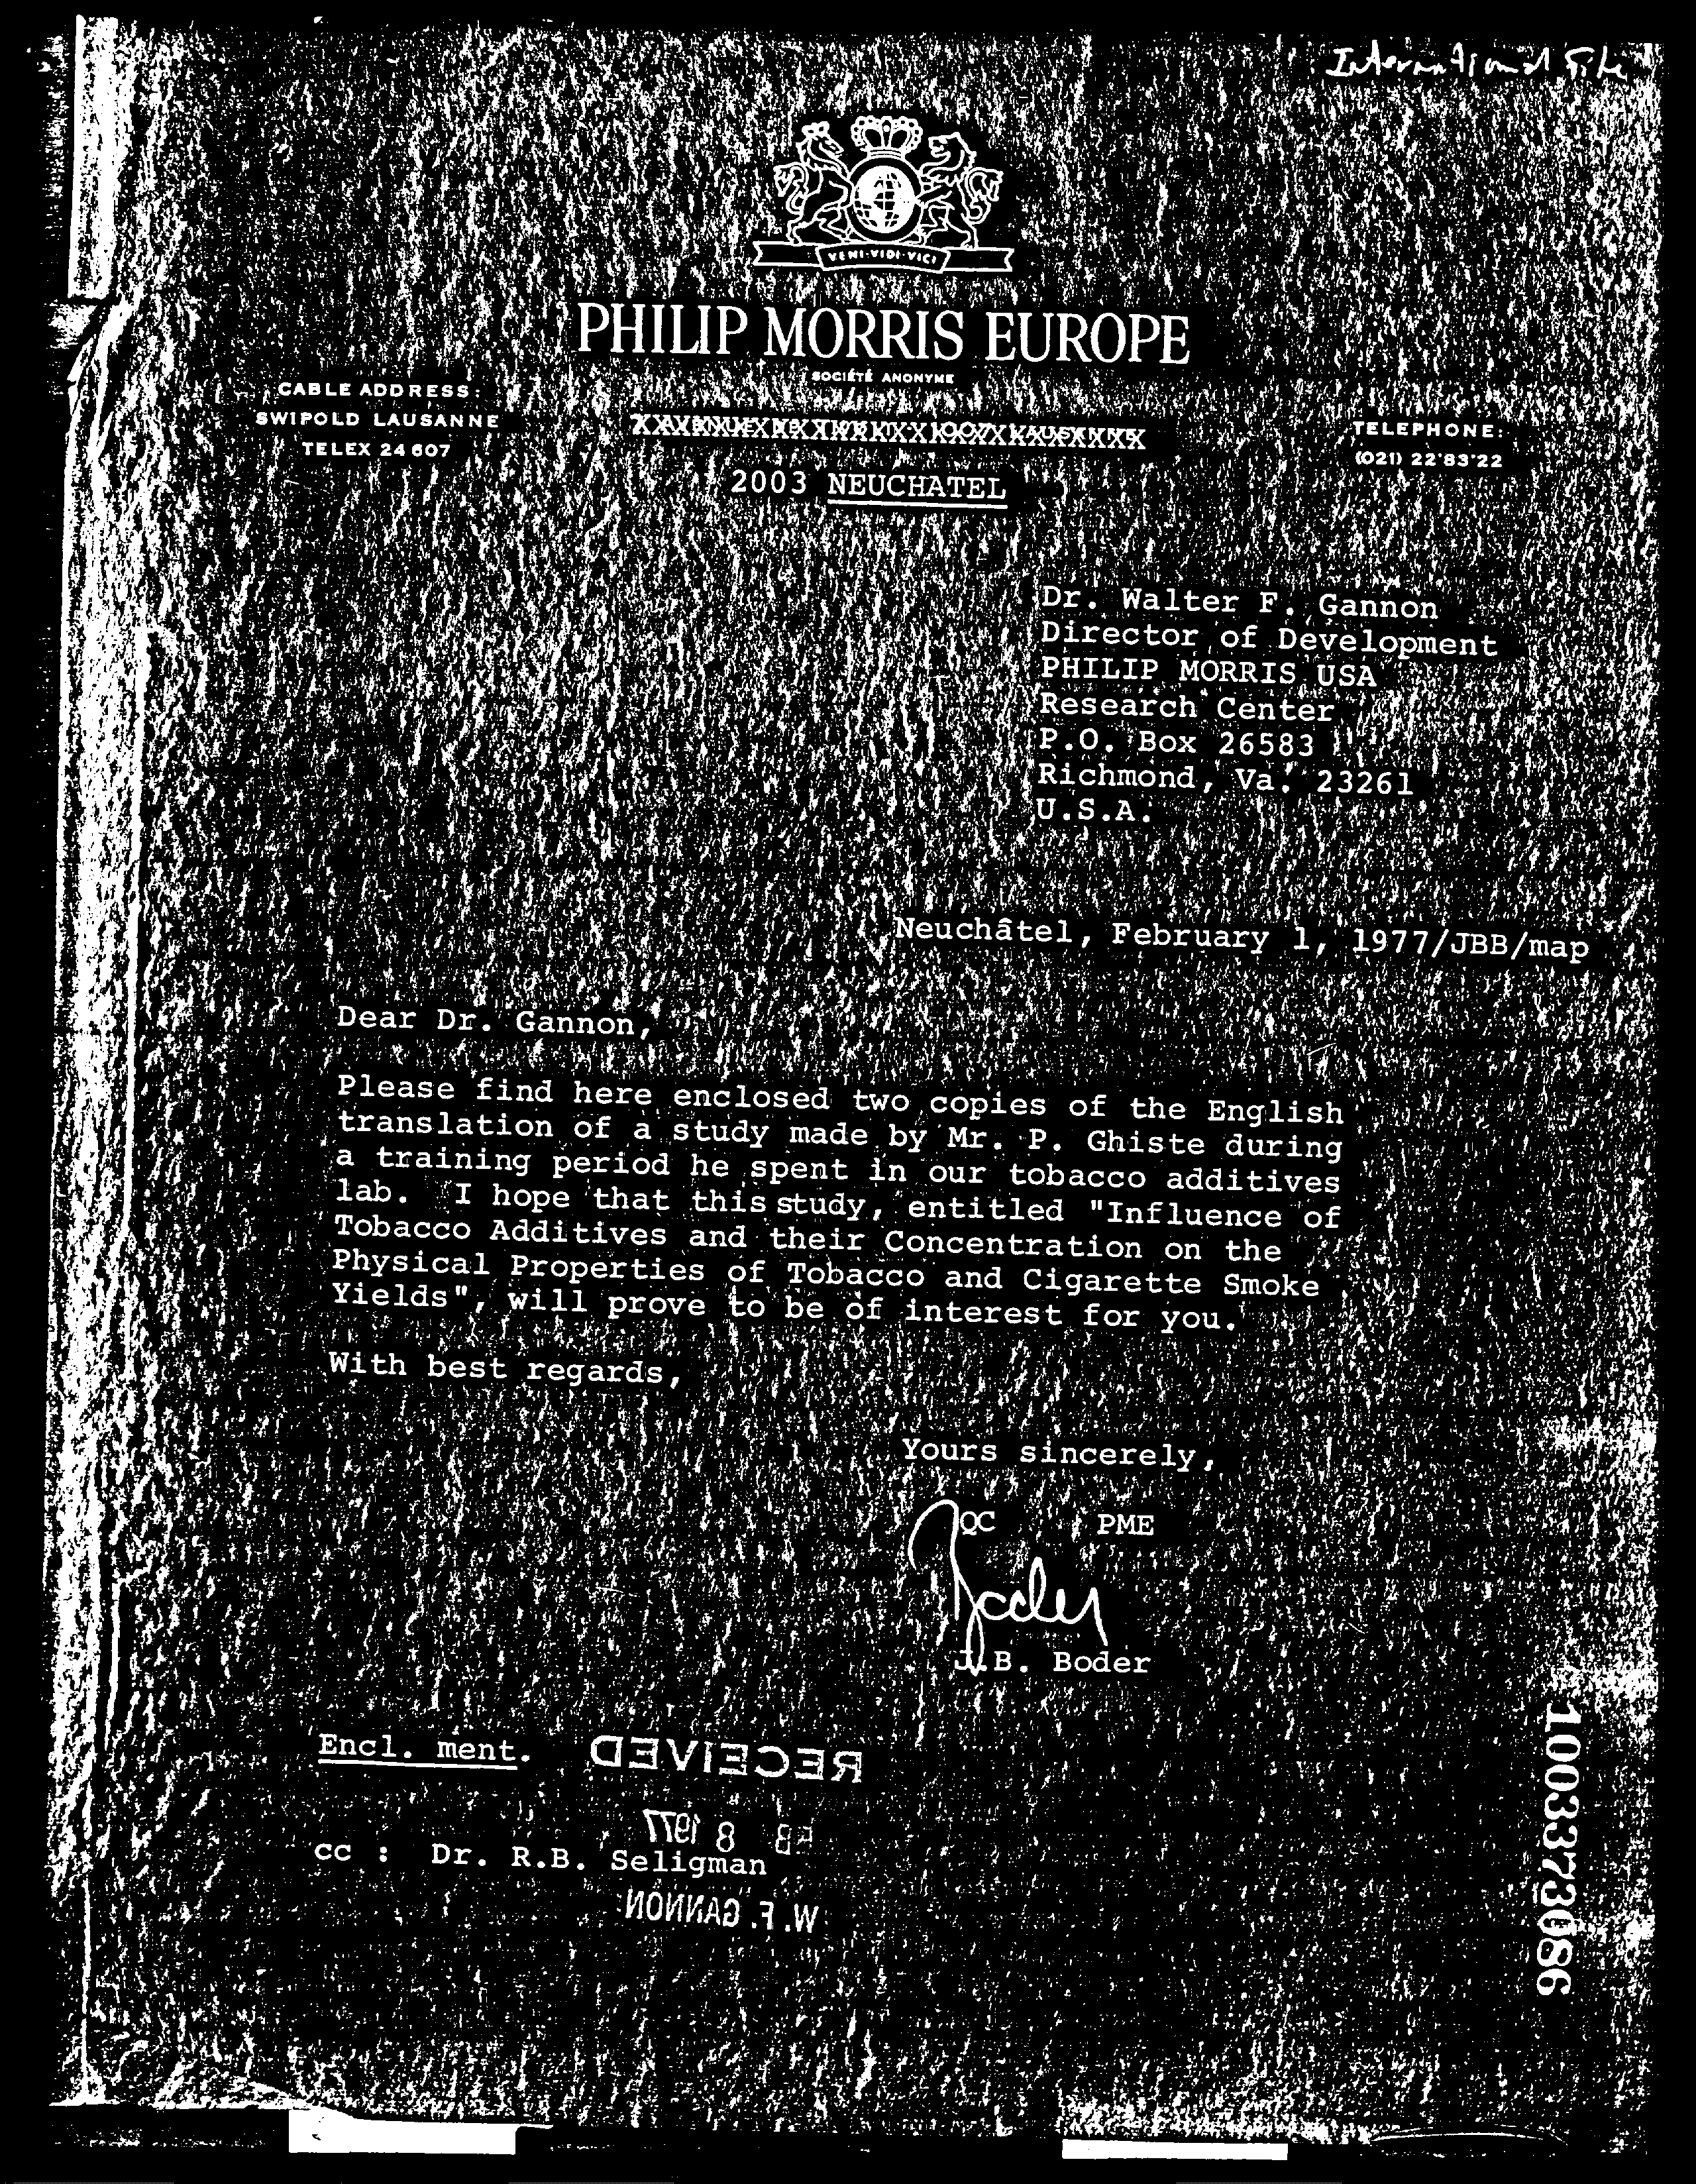 International File
VENI·VIDI·VICI
PHILIP MORRIS EUROPE
SOCIÉTÉ ANONYME
CABLE ADDRESS:
SWIPOLD LAUSANNE
TELEX 24 607
TELEPHONE:
(021) 22'83'22
2003 NEUCHATEL
Dr. Walter F. Gannon
Director of Development
PHILIP MORRIS USA
Research Center
P.O. Box 26583
Richmond, Va. 23261
U.S.A.
Neuchâtel, February 1, 1977/JBB/map
Dear Dr. Gannon,
Please find here enclosed two copies of the English
translation of a study made by Mr. P. Ghiste during
a training period he spent in our tobacco additives
lab. I hope that this study, entitled "Influence of
Tobacco Additives and their Concentration on the
Physical Properties of Tobacco and Cigarette Smoke
Yields", will prove to be of interest for you.
With best regards,
Yours sincerely,
QC PME
Boder
J.B. Boder
Encl. ment.
RECEIVED
8 1977
cc : Dr. R.B. Seligman
W. F. GANNON
1003373086